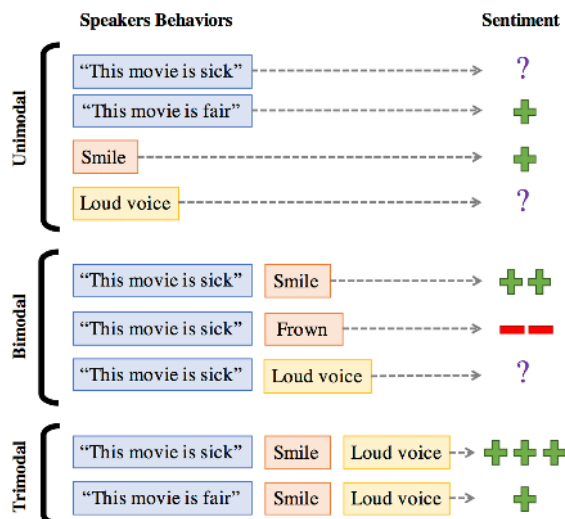 Speakers Behaviors Sentiment
Unimodal
“This movie is sick” ?
“This movie is fair” +
Smile +
Loud voice ?
Bimodal
“This movie is sick” Smile ++
“This movie is sick” Frown −−
“This movie is sick” Loud voice ?
Trimodal
“This movie is sick” Smile Loud voice +++
“This movie is fair” Smile Loud voice +